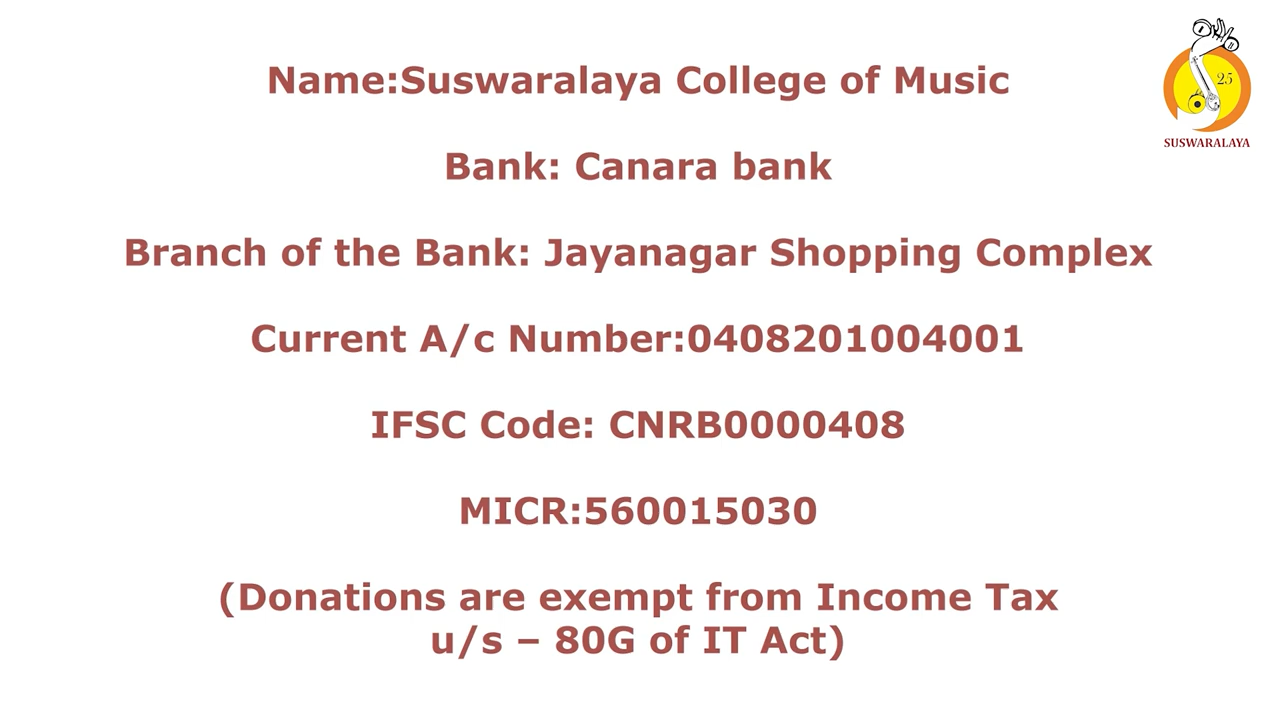 Name:Suswaralaya College of Music
25
SUSWARALAYA
Bank: Canara bank
Branch of the Bank: Jayanagar Shopping Complex
Current A/c Number:0408201004001
IFSC Code: CNRB0000408
MICR:560015030
(Donations are exempt from Income Tax
u/s – 80G of IT Act)